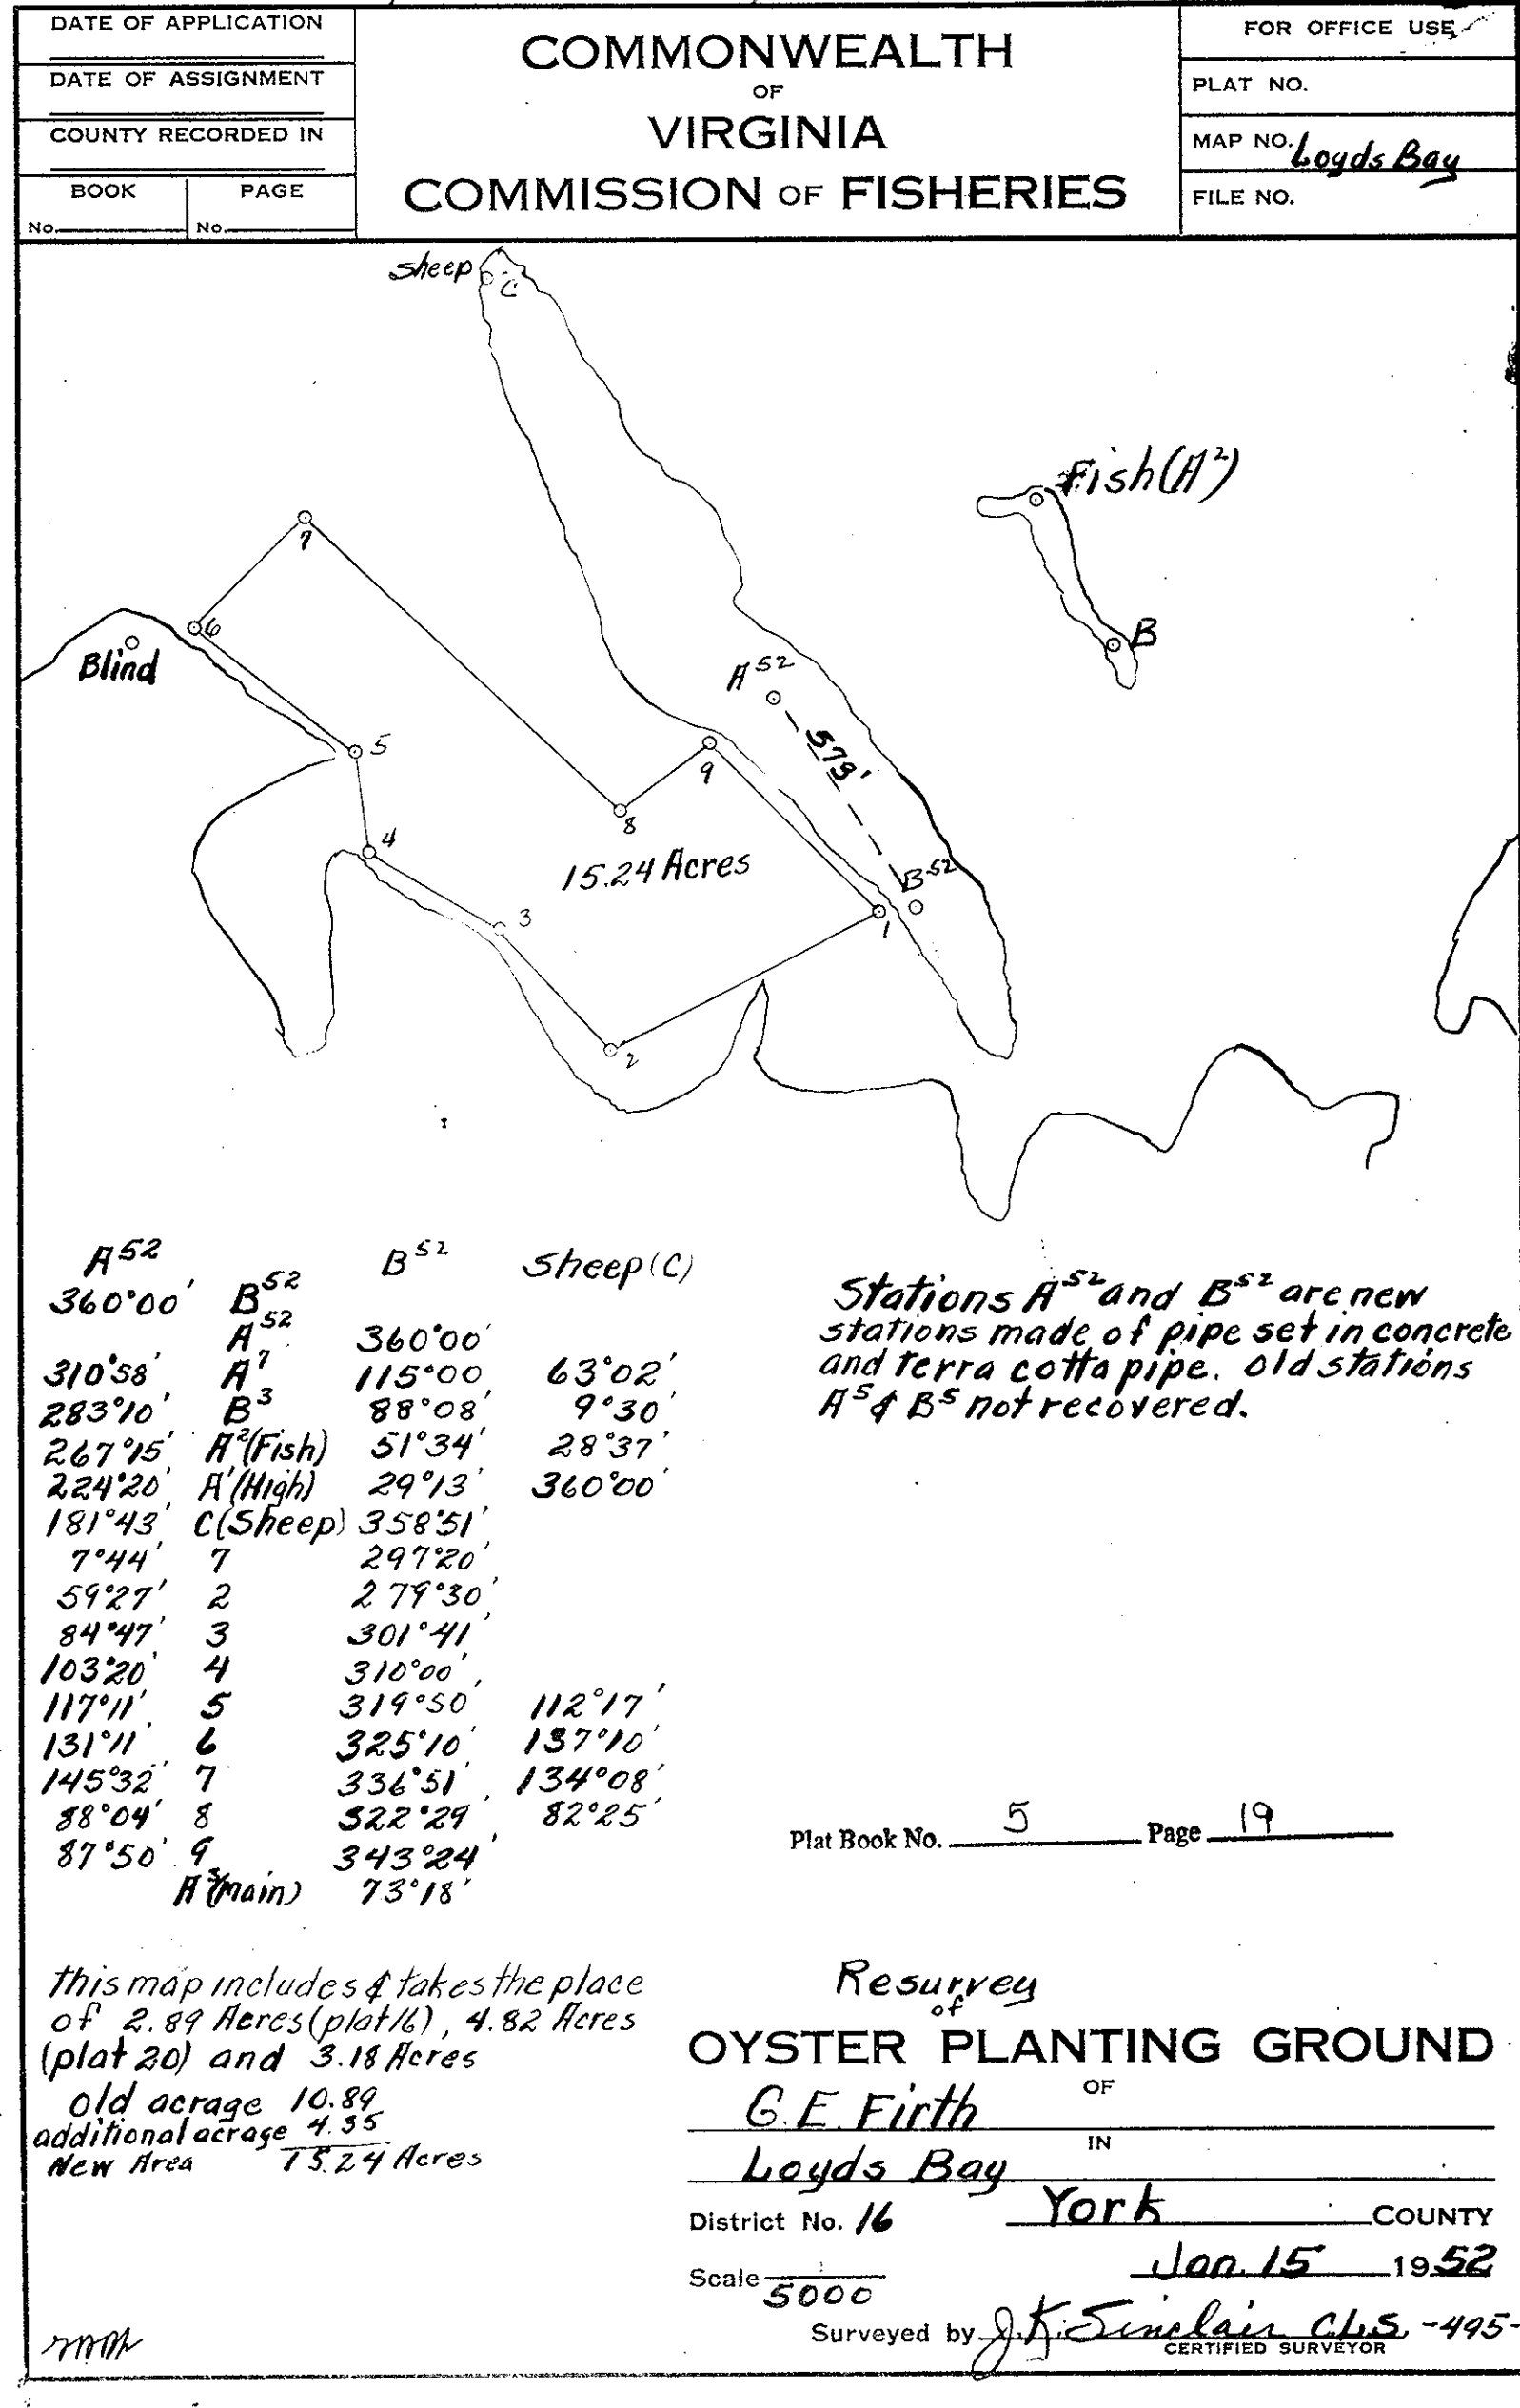 DATE OF APPLICATION
DATE OF ASSIGNMENT
COUNTY RECORDED IN
BOOK PAGE
No. No.
COMMONWEALTH
OF
VIRGINIA
COMMISSION OF FISHERIES
FOR OFFICE USE
PLAT NO.
MAP NO. Loyds Bay
FILE NO.
Sheep
C
Fish (A²)
B
7
6
Blind
5
4
3
2
A⁵²
573'
9
8
15.24 Acres
B⁵²
1
A⁵² B⁵² Sheep (C)
360°00' B⁵²
A⁵² 360°00'
310°58' A⁷ 115°00 63°02'
283°10' B³ 88°08' 9°30'
267°15' A²(Fish) 51°34' 28°37'
224°20' A'(High) 29°13' 360°00'
181°43' C(Sheep) 358°51'
7°44' 7 297°20'
59°27' 2 279°30'
84°47' 3 301°41'
103°20' 4 310°00'
117°11' 5 319°50' 112°17'
131°11' 6 325°10' 137°10'
145°32' 7 336°51' 134°08'
88°04' 8 322°29 82°25'
87°50' 9 343°24'
(main) 73°18'
Stations A⁵² and B⁵² are new
stations made of pipe set in concrete
and terra cotta pipe. old stations
A⁵ & B⁵ not recovered.
Plat Book No. 5 Page 19
this map includes & takes the place
of 2.89 Acres (plat 16), 4.82 Acres
(plat 20) and 3.18 Acres
old acrage 10.89
additional acrage 4.35
New Area 15.24 Acres
Resurvey
of
OYSTER PLANTING GROUND
OF
G.E. Firth
IN
Loyds Bay
District No. 16 York COUNTY
Jan. 15 1952
Scale 5000
Surveyed by J.K. Sinclair C.L.S. -495-
CERTIFIED SURVEYOR